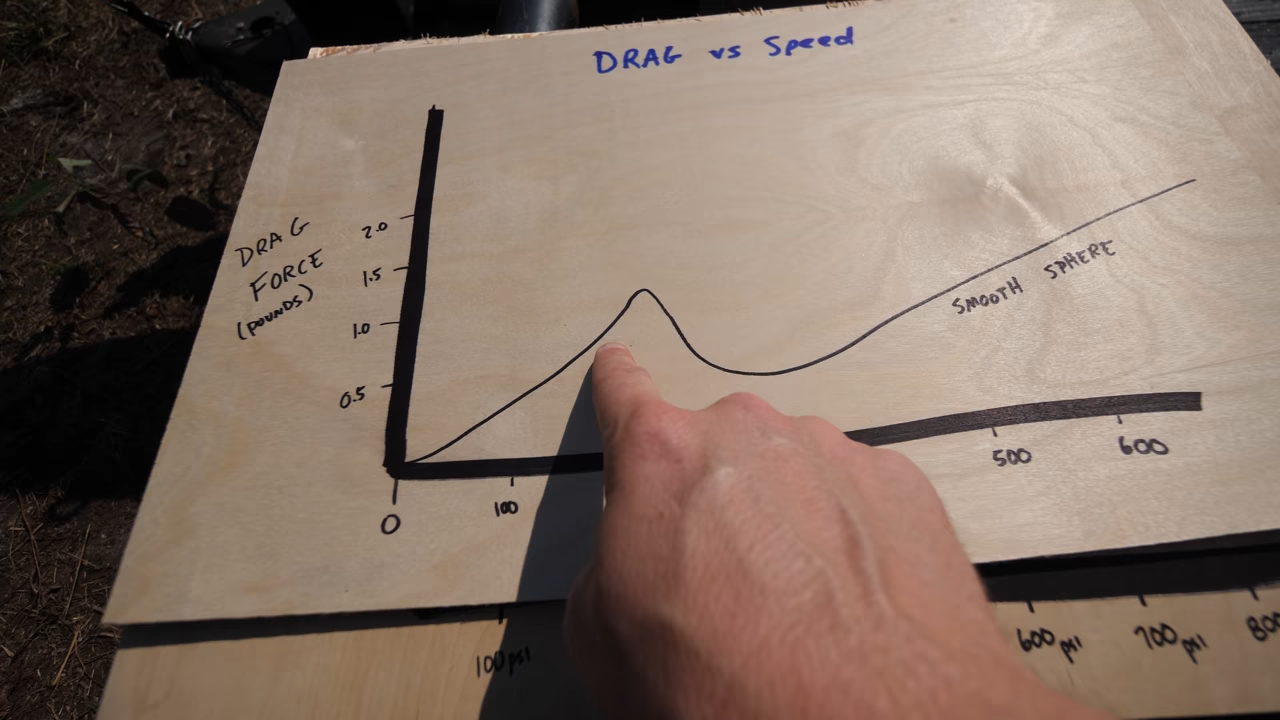 DRAG vs Speed
DRAG
FORCE
(POUNDS)
2.0
1.5
1.0
0.5
SMOOTH SPHERE
0
100
500
600
100psi
600psi
700psi